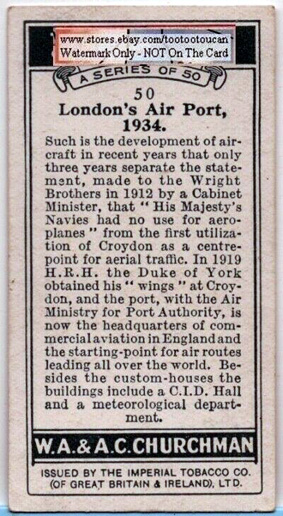 www.stores.ebay.com/tootootoucan
Watermark Only - NOT On The Card
A SERIES OF 50
50
London's Air Port,
1934.
Such is the development of air-
craft in recent years that only
three years separate the state-
ment, made to the Wright
Brothers in 1912 by a Cabinet
Minister, that “ His Majesty's
Navies had no use for aero-
planes ” from the first utiliza-
tion of Croydon as a centre-
point for aerial traffic. In 1919
H.R.H. the Duke of York
obtained his “ wings ” at Croy-
don, and the port, with the Air
Ministry for Port Authority, is
now the headquarters of com-
mercial aviation in England and
the starting-point for air routes
leading all over the world. Be-
sides the custom-houses the
buildings include a C.I.D. Hall
and a meteorological depart-
ment.
W.A. & A.C. CHURCHMAN
ISSUED BY THE IMPERIAL TOBACCO CO.
(OF GREAT BRITAIN & IRELAND), LTD.